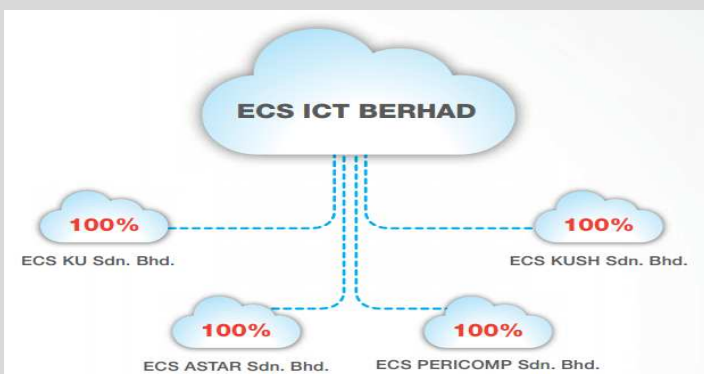 ECS ICT BERHAD
100%
ECS KU Sdn. Bhd.
100%
ECS KUSH Sdn. Bhd.
100%
ECS ASTAR Sdn. Bhd.
100%
ECS PERICOMP Sdn. Bhd.